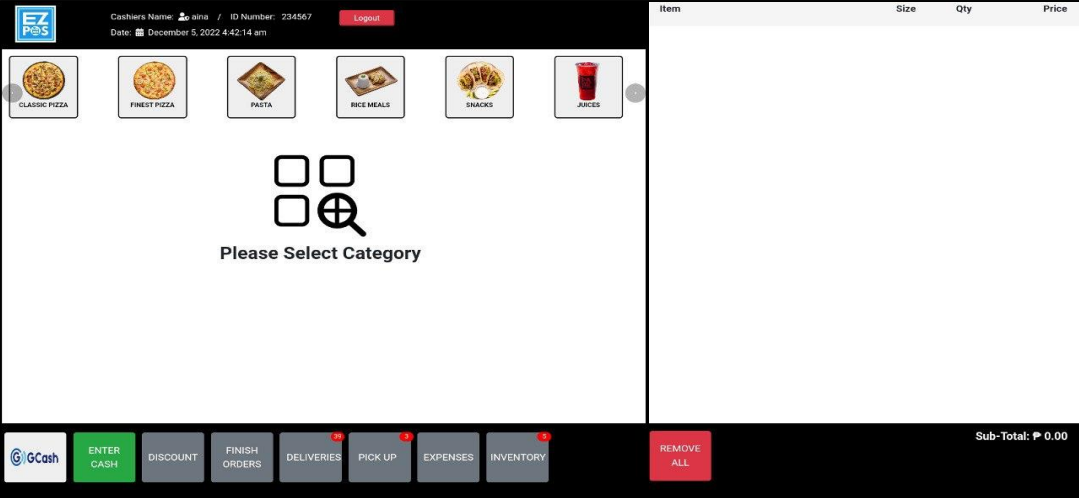 EZ
POS
Cashiers Name: aina / ID Number: 234567
Logout
Date: December 5, 2022 4:42:14 am
Item Size Qty Price
CLASSIC PIZZA
FINEST PIZZA
PASTA
RICE MEALS
SNACKS
JUICES
Please Select Category
GCash
ENTER
CASH
DISCOUNT
FINISH
ORDERS
DELIVERIES
39
PICK UP
3
EXPENSES
INVENTORY
5
REMOVE
ALL
Sub-Total: ₱ 0.00